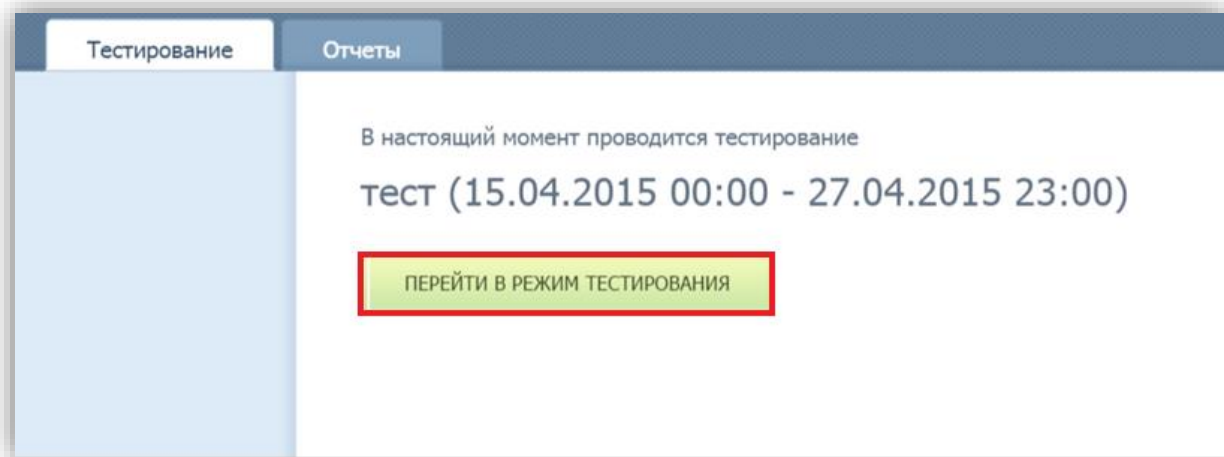 Тестирование Отчеты
В настоящий момент проводится тестирование
тест (15.04.2015 00:00 - 27.04.2015 23:00)
ПЕРЕЙТИ В РЕЖИМ ТЕСТИРОВАНИЯ